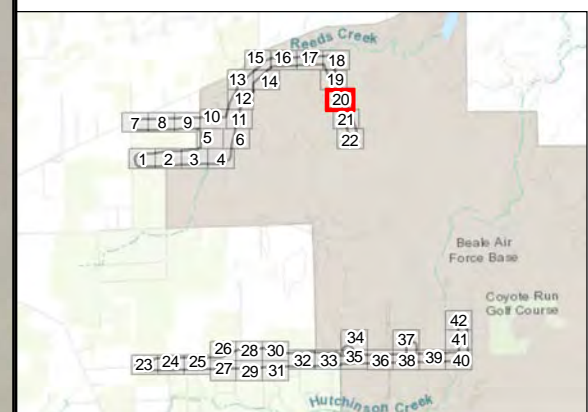 Reeds Creek
15 16 17 18
13 14 19
12 20
7 8 9 10 11 21
5 6 22
1 2 3 4
Beale Air
Force Base
Coyote Run
Golf Course
42
34 37 41
26 28 30
23 24 25 32 33 35 36 38 39 40
27 29 31
Hutchinson Creek